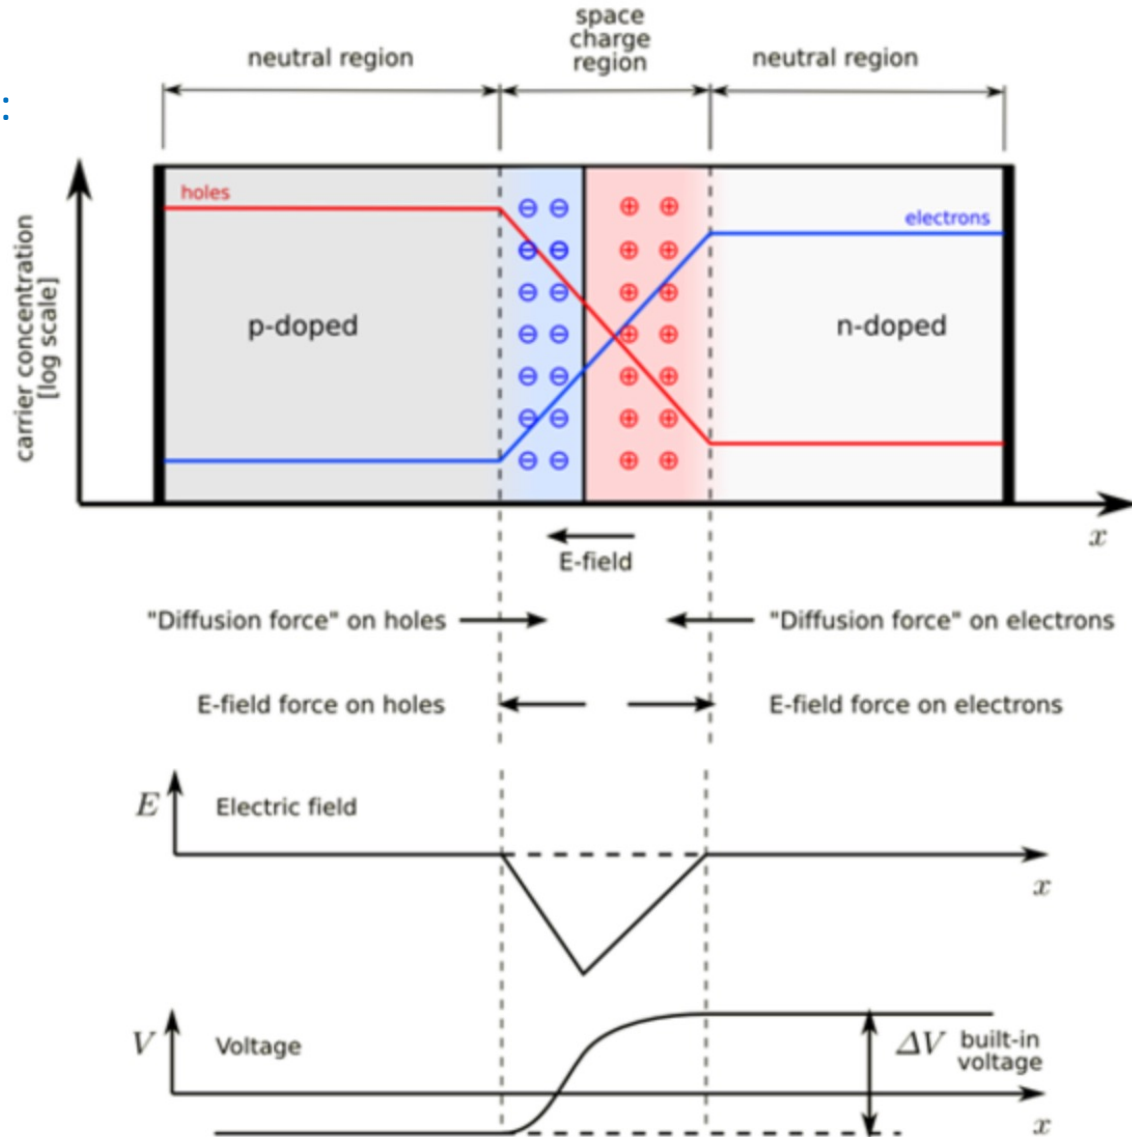 space
charge
region
neutral region
neutral region
:
holes
electrons
carrier concentration
[log scale]
p-doped
n-doped
⊖ ⊖ ⊕ ⊕
⊖ ⊖ ⊕ ⊕
⊖ ⊖ ⊕ ⊕
⊖ ⊖ ⊕ ⊕
⊖ ⊖ ⊕ ⊕
⊖ ⊖ ⊕ ⊕
⊖ ⊖ ⊕ ⊕
x
E-field
"Diffusion force" on holes
"Diffusion force" on electrons
E-field force on holes
E-field force on electrons
E
Electric field
x
V
Voltage
ΔV
built-in
voltage
x